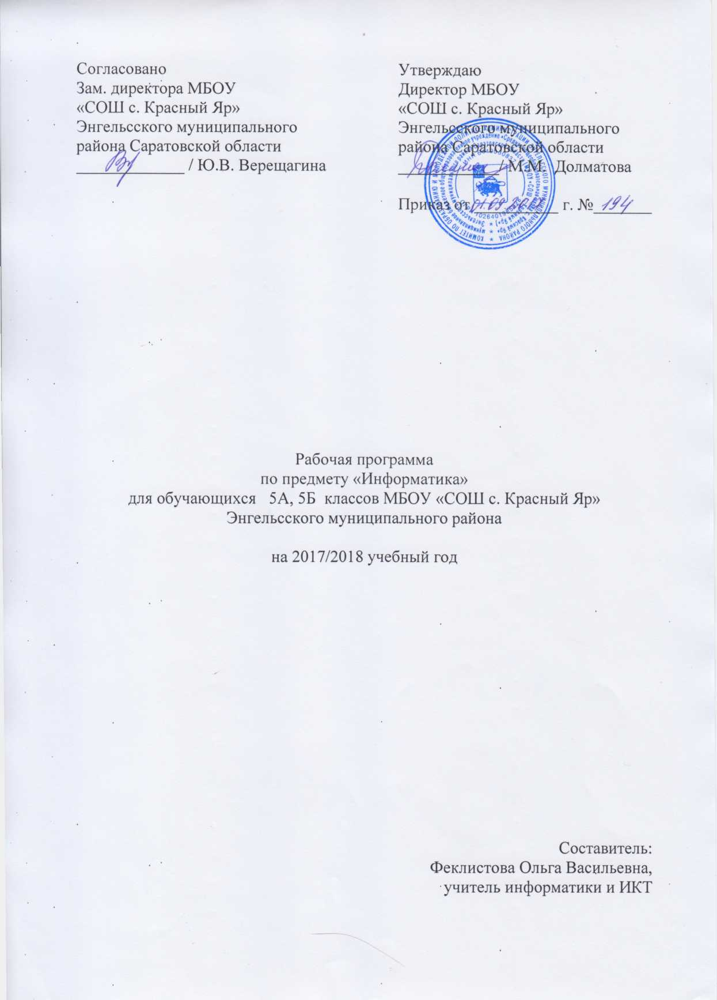 Согласовано
Зам. директора МБОУ
«СОШ с. Красный Яр»
Энгельсского муниципального
района Саратовской области
_____________ / Ю.В. Верещагина
Утверждаю
Директор МБОУ
«СОШ с. Красный Яр»
Энгельсского муниципального
района Саратовской области
____________/ М.М. Долматова
Приказ от 01.09. г. № 194
Рабочая программа
по предмету «Информатика»
для обучающихся 5А, 5Б классов МБОУ «СОШ с. Красный Яр»
Энгельсского муниципального района
на 2017/2018 учебный год
Составитель:
Феклистова Ольга Васильевна,
учитель информатики и ИКТ